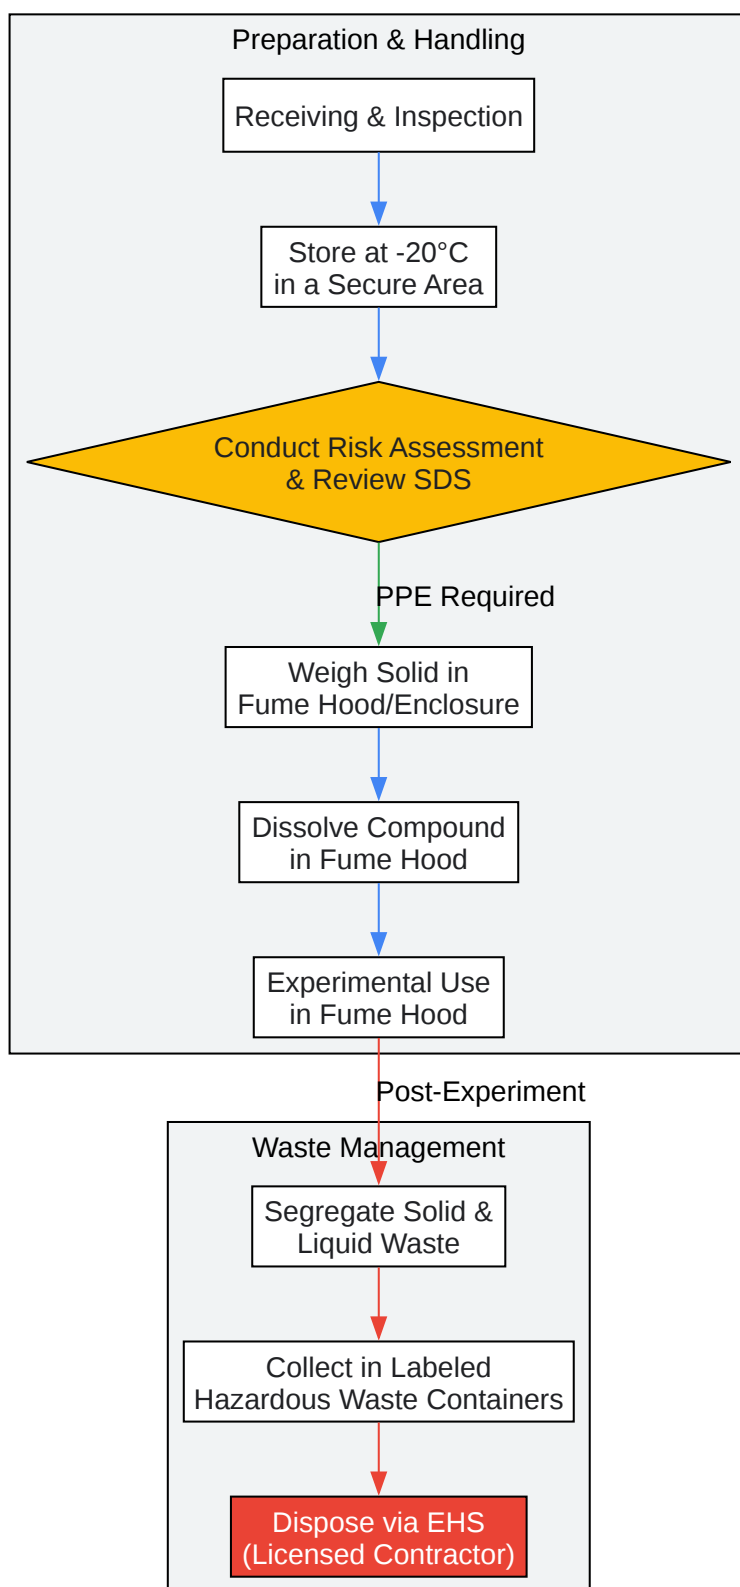 Preparation & Handling
Receiving & Inspection
Store at -20°C
in a Secure Area
Conduct Risk Assessment
& Review SDS
PPE Required
Weigh Solid in
Fume Hood/Enclosure
Dissolve Compound
in Fume Hood
Experimental Use
in Fume Hood
Post-Experiment
Waste Management
Segregate Solid &
Liquid Waste
Collect in Labeled
Hazardous Waste Containers
Dispose via EHS
(Licensed Contractor)